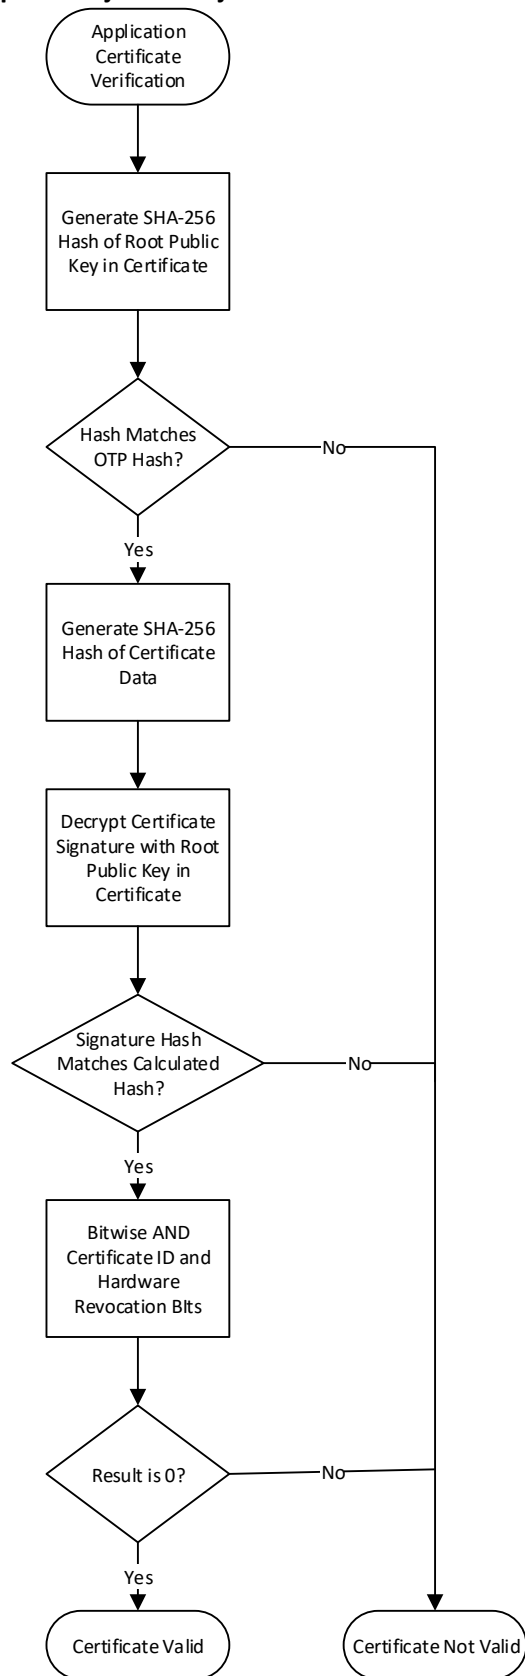 Application
Certificate
Verification
Generate SHA-256
Hash of Root Public
Key in Certificate
Hash Matches
OTP Hash?
No
Yes
Generate SHA-256
Hash of Certificate
Data
Decrypt Certificate
Signature with Root
Public Key in
Certificate
Signature Hash
Matches Calculated
Hash?
No
Yes
Bitwise AND
Certificate ID and
Hardware
Revocation BIts
Result is 0?
No
Yes
Certificate Valid
Certificate Not Valid